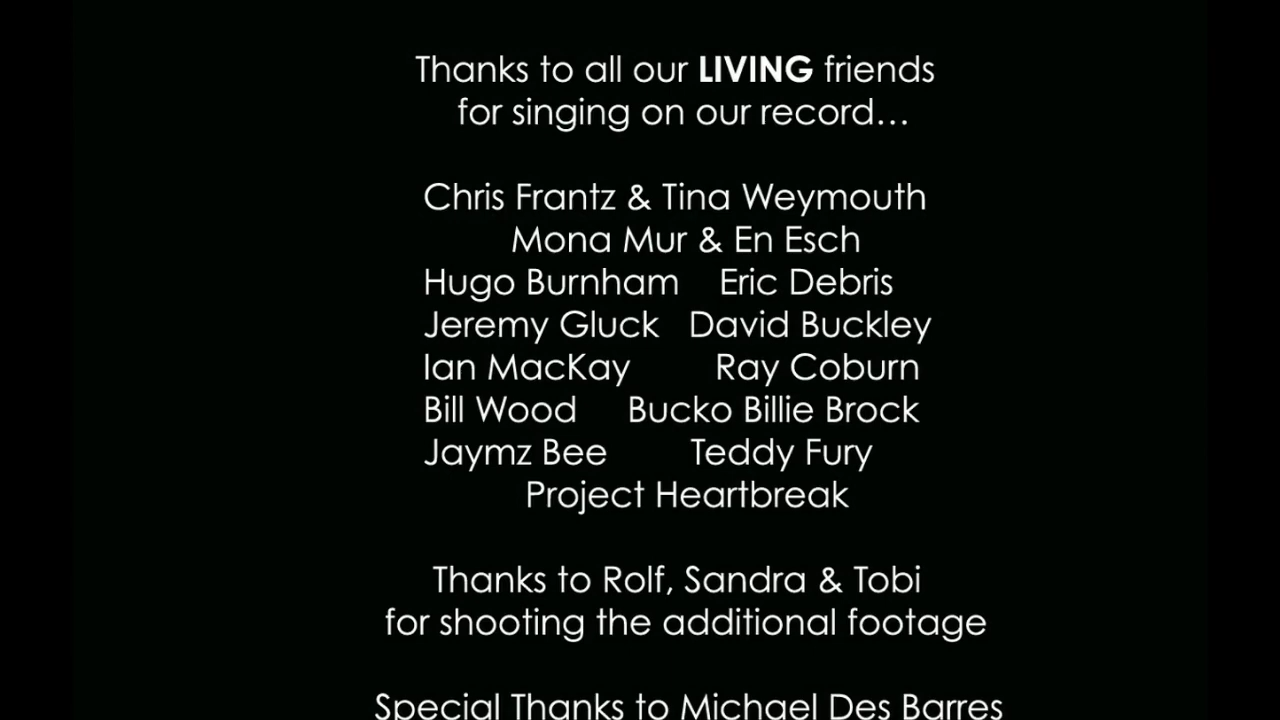 Thanks to all our LIVING friends
for singing on our record…
Chris Frantz & Tina Weymouth
Mona Mur & En Esch
Hugo Burnham Eric Debris
Jeremy Gluck David Buckley
Ian MacKay Ray Coburn
Bill Wood Bucko Billie Brock
Jaymz Bee Teddy Fury
Project Heartbreak
Thanks to Rolf, Sandra & Tobi
for shooting the additional footage
Special Thanks to Michael Des Barres